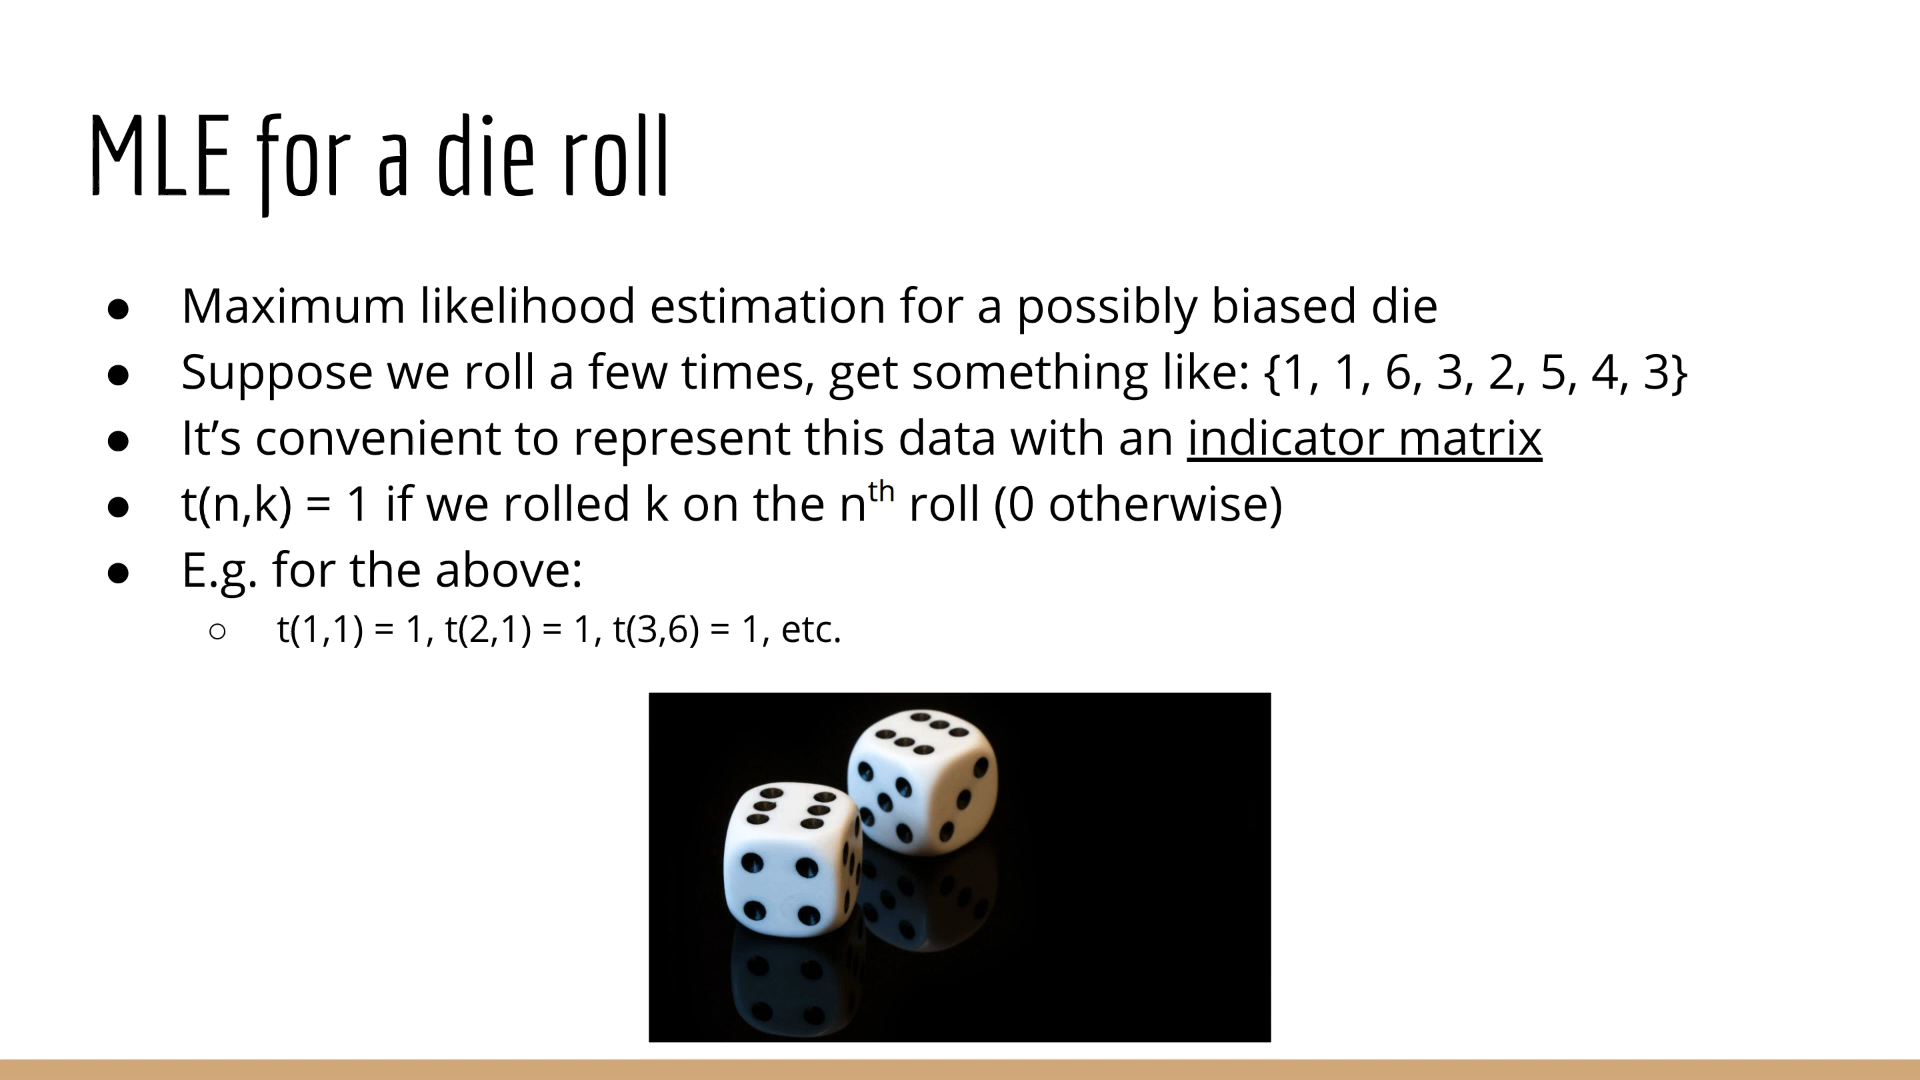 MLE for a die roll
● Maximum likelihood estimation for a possibly biased die
● Suppose we roll a few times, get something like: {1, 1, 6, 3, 2, 5, 4, 3}
● It’s convenient to represent this data with an indicator matrix
● t(n,k) = 1 if we rolled k on the nth roll (0 otherwise)
● E.g. for the above:
○ t(1,1) = 1, t(2,1) = 1, t(3,6) = 1, etc.